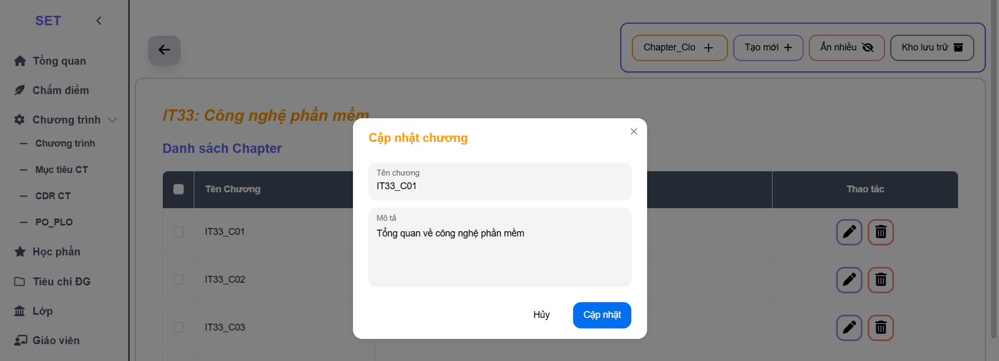 SET
Tổng quan
Chấm điểm
Chương trình
Chương trình
Mục tiêu CT
CDR CT
PO_PLO
Học phần
Tiêu chí ĐG
Lớp
Giáo viên
Chapter_Clo
Tạo mới
Ẩn nhiều
Kho lưu trữ
IT33: Công nghệ phần mềm
Danh sách Chapter
Tên Chương
Thao tác
IT33_C01
IT33_C02
IT33_C03
Cập nhật chương
Tên chương
IT33_C01
Mô tả
Tổng quan về công nghệ phần mềm
Hủy
Cập nhật